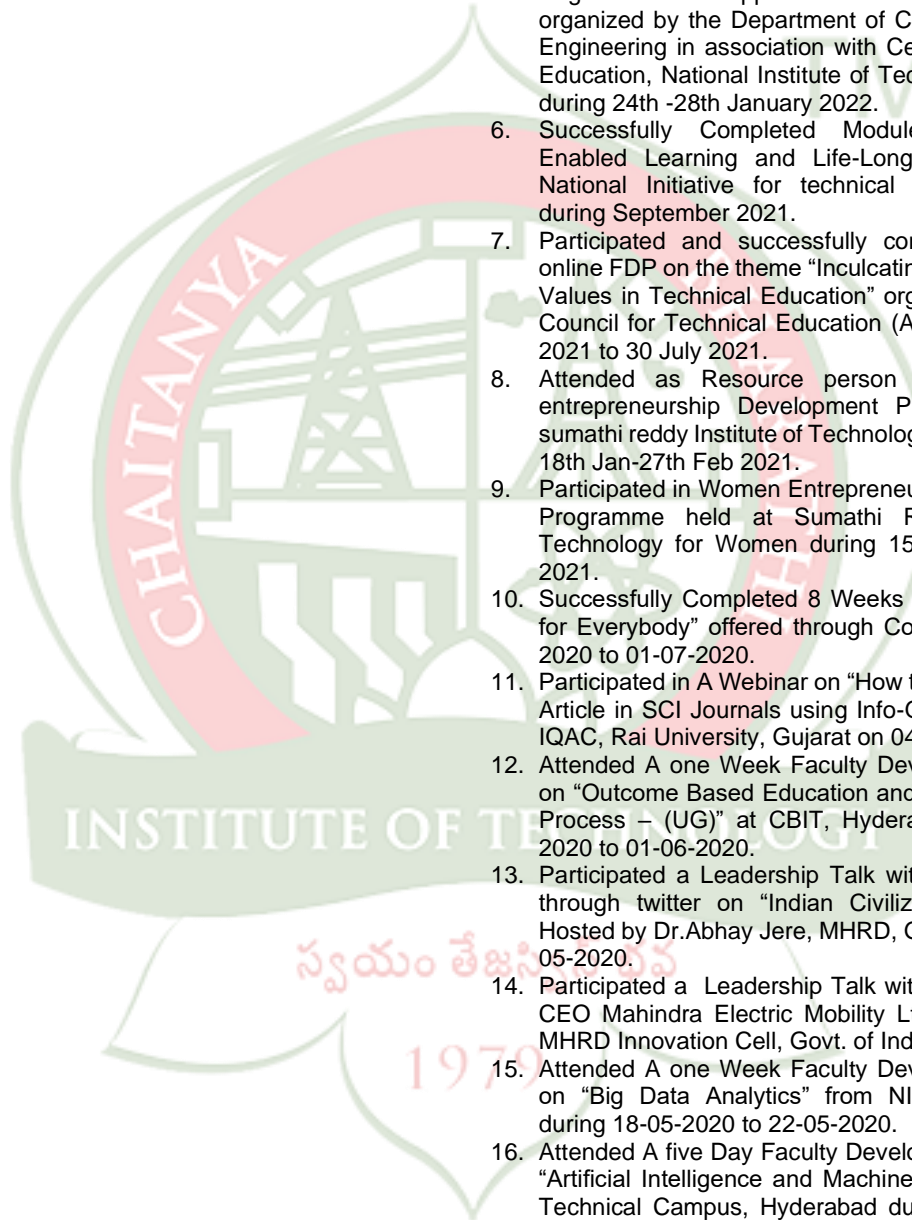 organized by the Department of C
Engineering in association with Ce
Education, National Institute of Tec
during 24th -28th January 2022.
6. Successfully Completed Module
Enabled Learning and Life-Long
National Initiative for technical
during September 2021.
7. Participated and successfully con
online FDP on the theme “Inculcatin
Values in Technical Education” org
Council for Technical Education (A
2021 to 30 July 2021.
8. Attended as Resource person
entrepreneurship Development P
sumathi reddy Institute of Technolog
18th Jan-27th Feb 2021.
9. Participated in Women Entrepreneu
Programme held at Sumathi R
Technology for Women during 15
2021.
10. Successfully Completed 8 Weeks
for Everybody” offered through Co
2020 to 01-07-2020.
11. Participated in A Webinar on “How t
Article in SCI Journals using Info-G
IQAC, Rai University, Gujarat on 04
12. Attended A one Week Faculty Dev
on “Outcome Based Education and
Process – (UG)” at CBIT, Hydera
2020 to 01-06-2020.
13. Participated a Leadership Talk wit
through twitter on “Indian Civiliz
Hosted by Dr.Abhay Jere, MHRD, G
05-2020.
14. Participated a Leadership Talk wit
CEO Mahindra Electric Mobility Lt
MHRD Innovation Cell, Govt. of Ind
15. Attended A one Week Faculty Dev
on “Big Data Analytics” from NI
during 18-05-2020 to 22-05-2020.
16. Attended A five Day Faculty Develo
“Artificial Intelligence and Machine
Technical Campus, Hyderabad du
TM
CHAITANYA BHARATHI
INSTITUTE OF TECHNOLOGY
స్వయం తేజస్విన్ భవ
1979